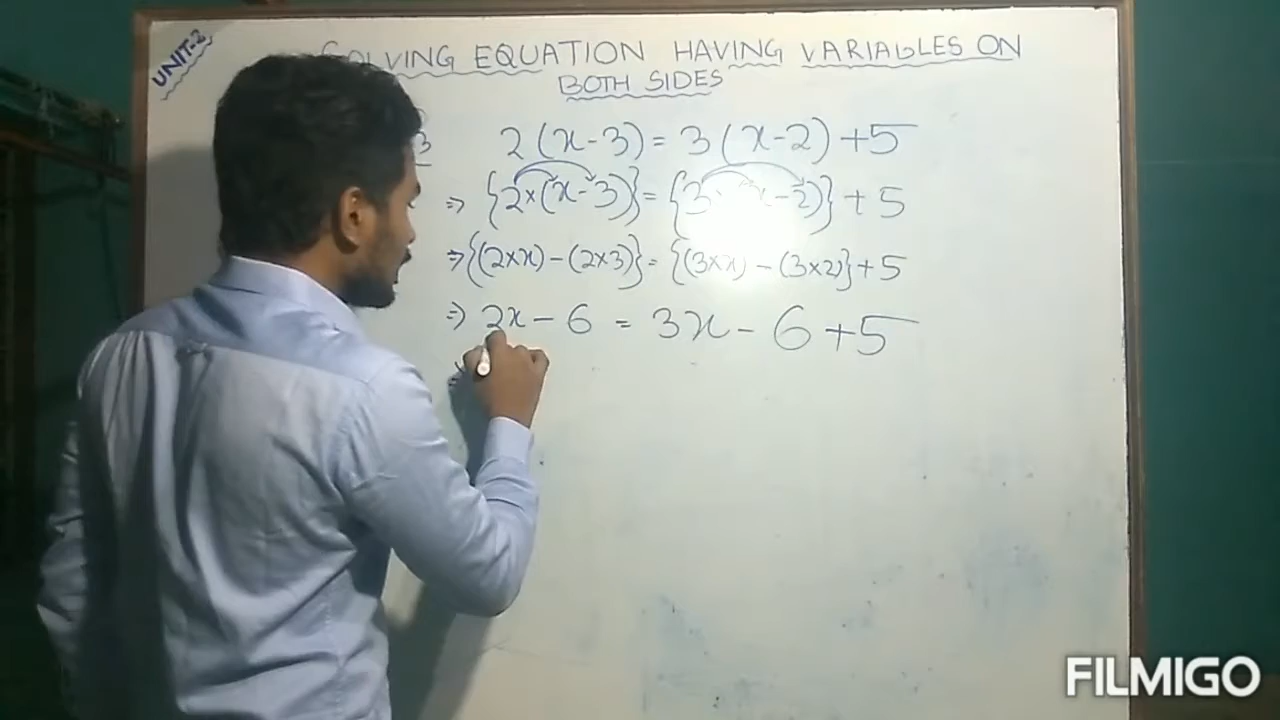 UNIT-2
SOLVING EQUATION HAVING VARIABLES ON
BOTH SIDES
3 2(x-3) = 3(x-2)+5
⇒ {2×(x-3)} = {3 x-2)} + 5
⇒ {(2×x) - (2×3)} = {(3×x) - (3×2)} + 5
⇒ 2x - 6 = 3x - 6 + 5
FILMIGO